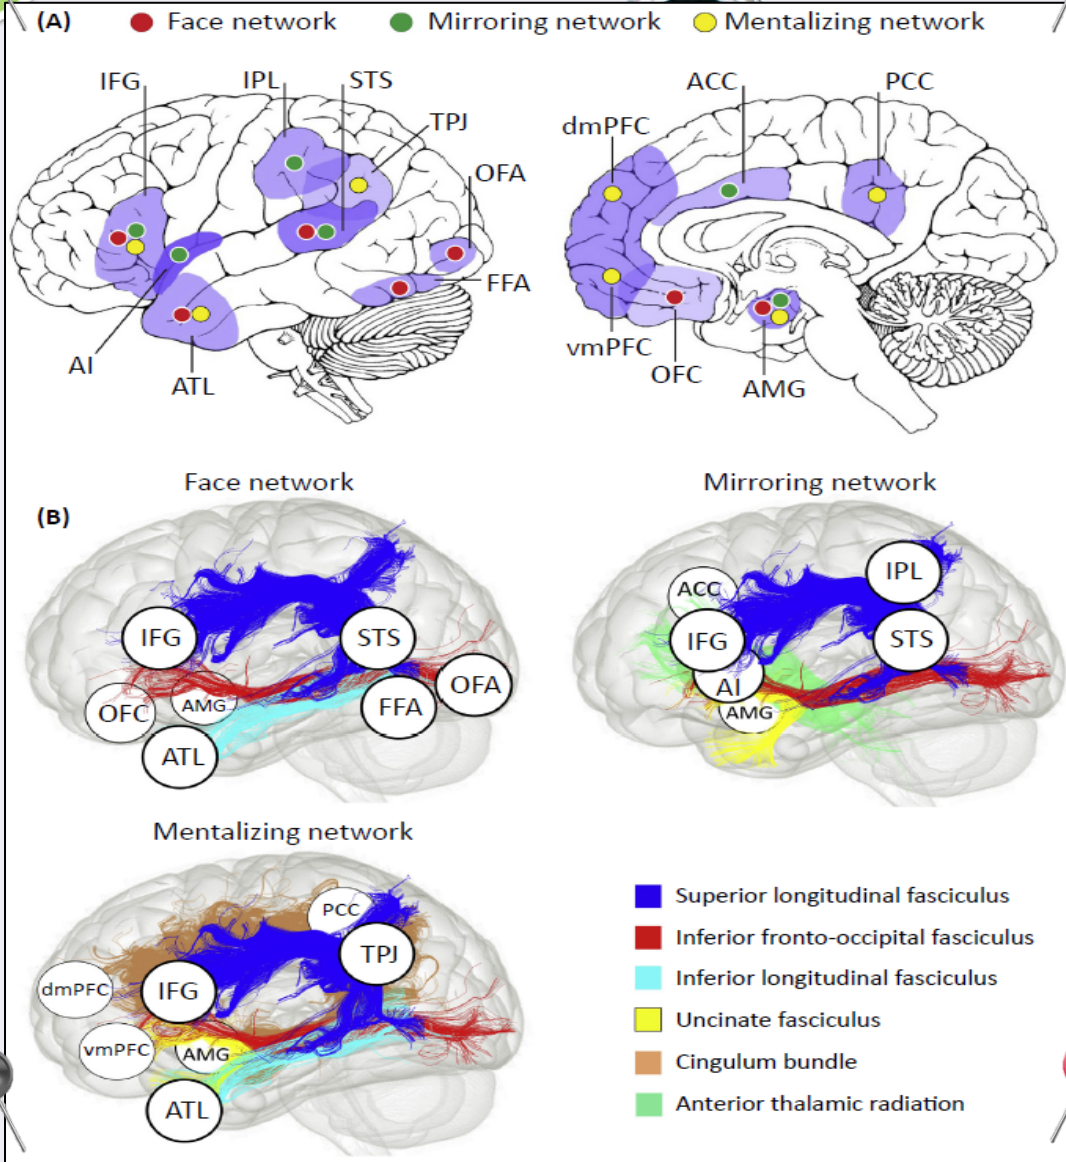 (A) Face network Mirroring network Mentalizing network
IFG IPL STS ACC PCC
TPJ dmPFC
OFA
FFA
AI ATL vmPFC OFC AMG
Face network Mirroring network
(B)
IFG STS OFC AMG FFA OFA ATL
ACC IPL IFG STS AI AMG
Mentalizing network
PCC
TPJ
dmPFC IFG
vmPFC AMG
ATL
Superior longitudinal fasciculus
Inferior fronto-occipital fasciculus
Inferior longitudinal fasciculus
Uncinate fasciculus
Cingulum bundle
Anterior thalamic radiation